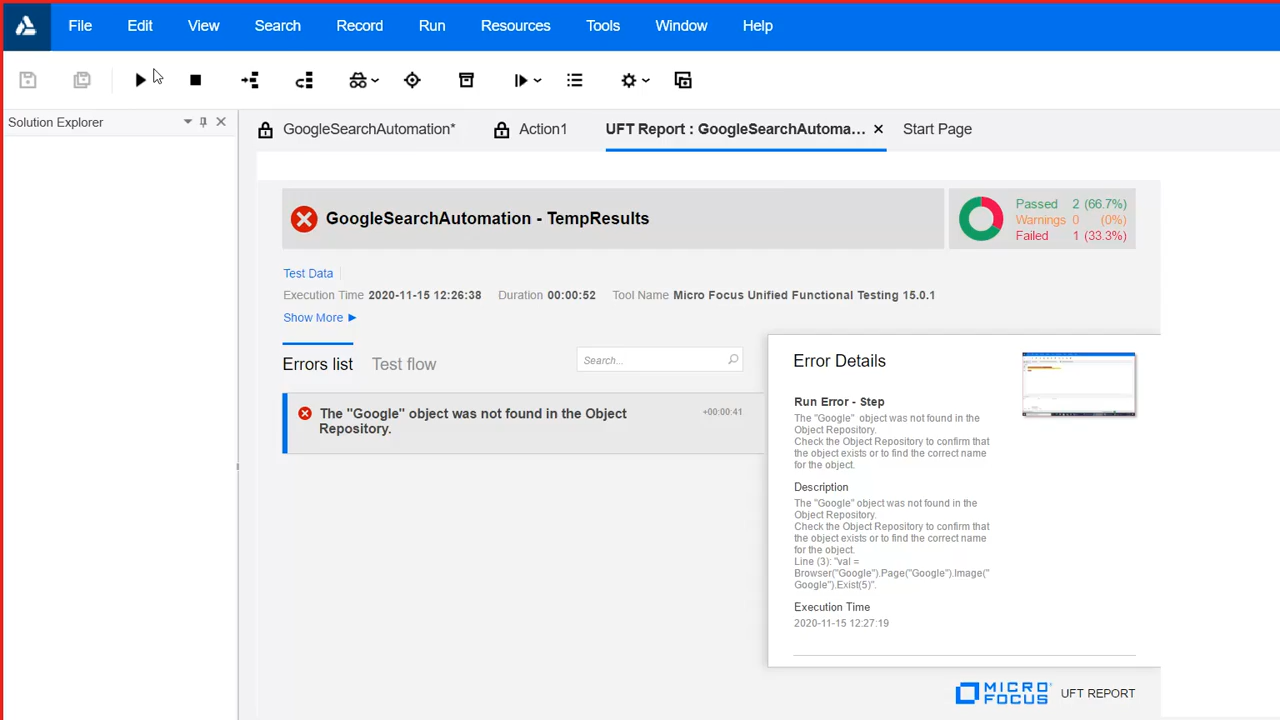 File Edit View Search Record Run Resources Tools Window Help
Solution Explorer
GoogleSearchAutomation* Action1 UFT Report : GoogleSearchAutoma... Start Page
GoogleSearchAutomation - TempResults
Passed 2 (66.7%)
Warnings 0 (0%)
Failed 1 (33.3%)
Test Data
Execution Time 2020-11-15 12:26:38 Duration 00:00:52 Tool Name Micro Focus Unified Functional Testing 15.0.1
Show More
Errors list Test flow Search...
The "Google" object was not found in the Object
Repository.
+00:00:41
Error Details
Run Error - Step
The "Google" object was not found in the
Object Repository.
Check the Object Repository to confirm that
the object exists or to find the correct name
for the object.
Description
The "Google" object was not found in the
Object Repository.
Check the Object Repository to confirm that
the object exists or to find the correct name
for the object.
Line (3): "val =
Browser("Google").Page("Google").Image("
Google").Exist(5)".
Execution Time
2020-11-15 12:27:19
MICRO
FOCUS
UFT REPORT